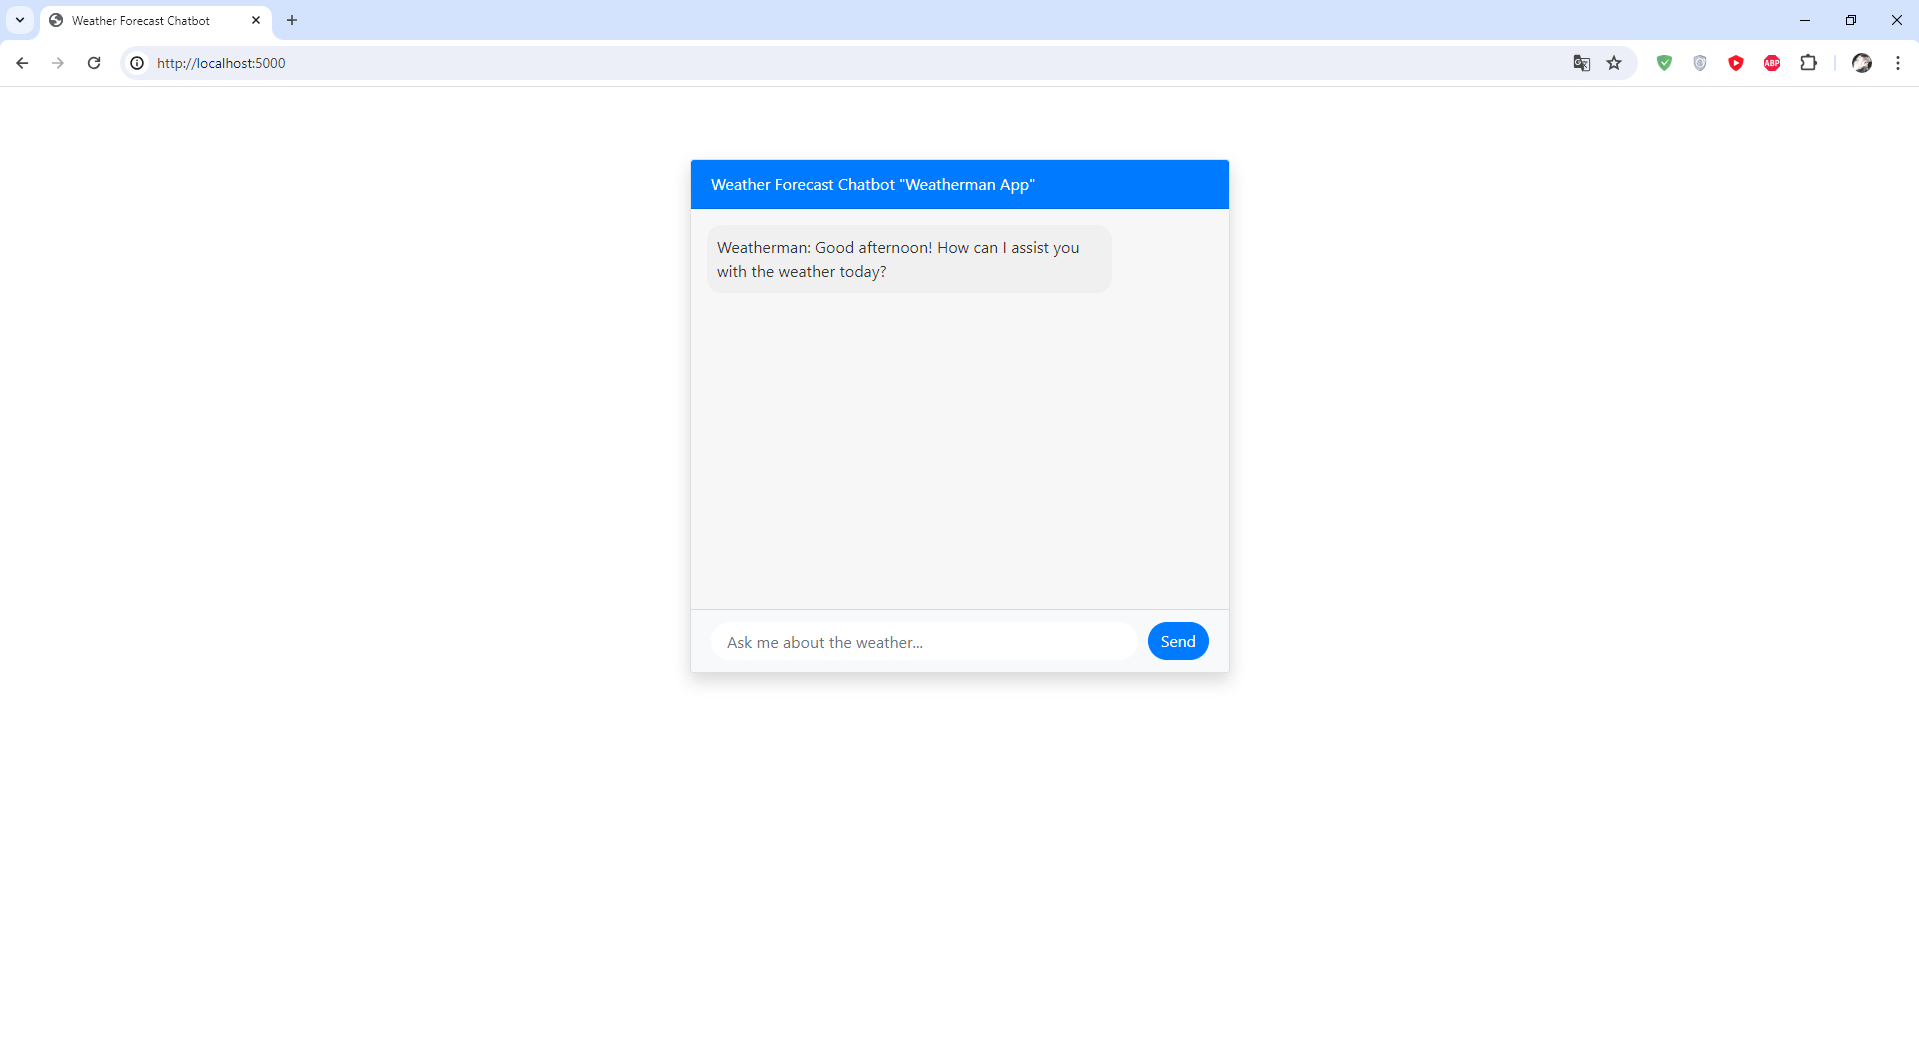 Weather Forecast Chatbot
http://localhost:5000
ABP
Weather Forecast Chatbot "Weatherman App"
Weatherman: Good afternoon! How can I assist you
with the weather today?
Ask me about the weather...
Send